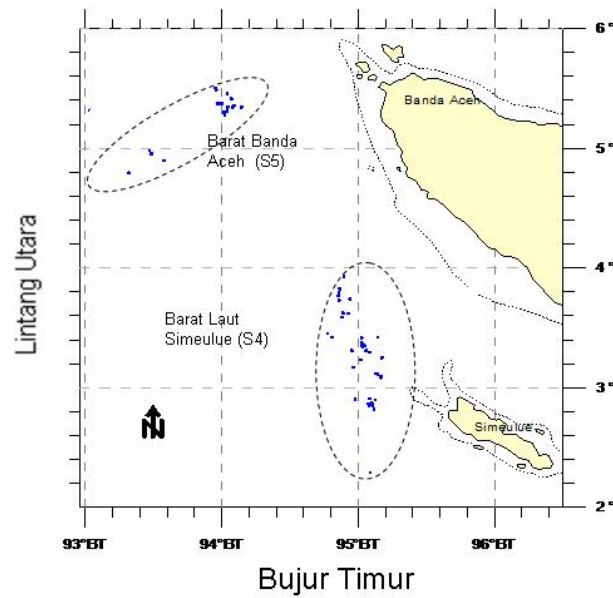 6°
Banda Aceh
Barat Banda
Aceh (S5)
5°
Lintang Utara
4°
Barat Laut
Simeulue (S4)
3°
N
Simeulue
2°
93°BT
94°BT
95°BT
96°BT
Bujur Timur